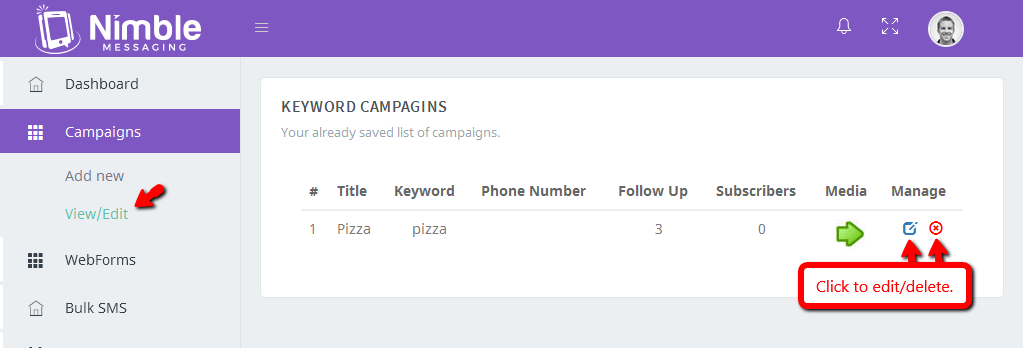 Nimble
MESSAGING
Dashboard
Campaigns
Add new
View/Edit
WebForms
Bulk SMS
KEYWORD CAMPAGINS
Your already saved list of campaigns.
# Title Keyword Phone Number Follow Up Subscribers Media Manage
1 Pizza pizza 3 0
Click to edit/delete.